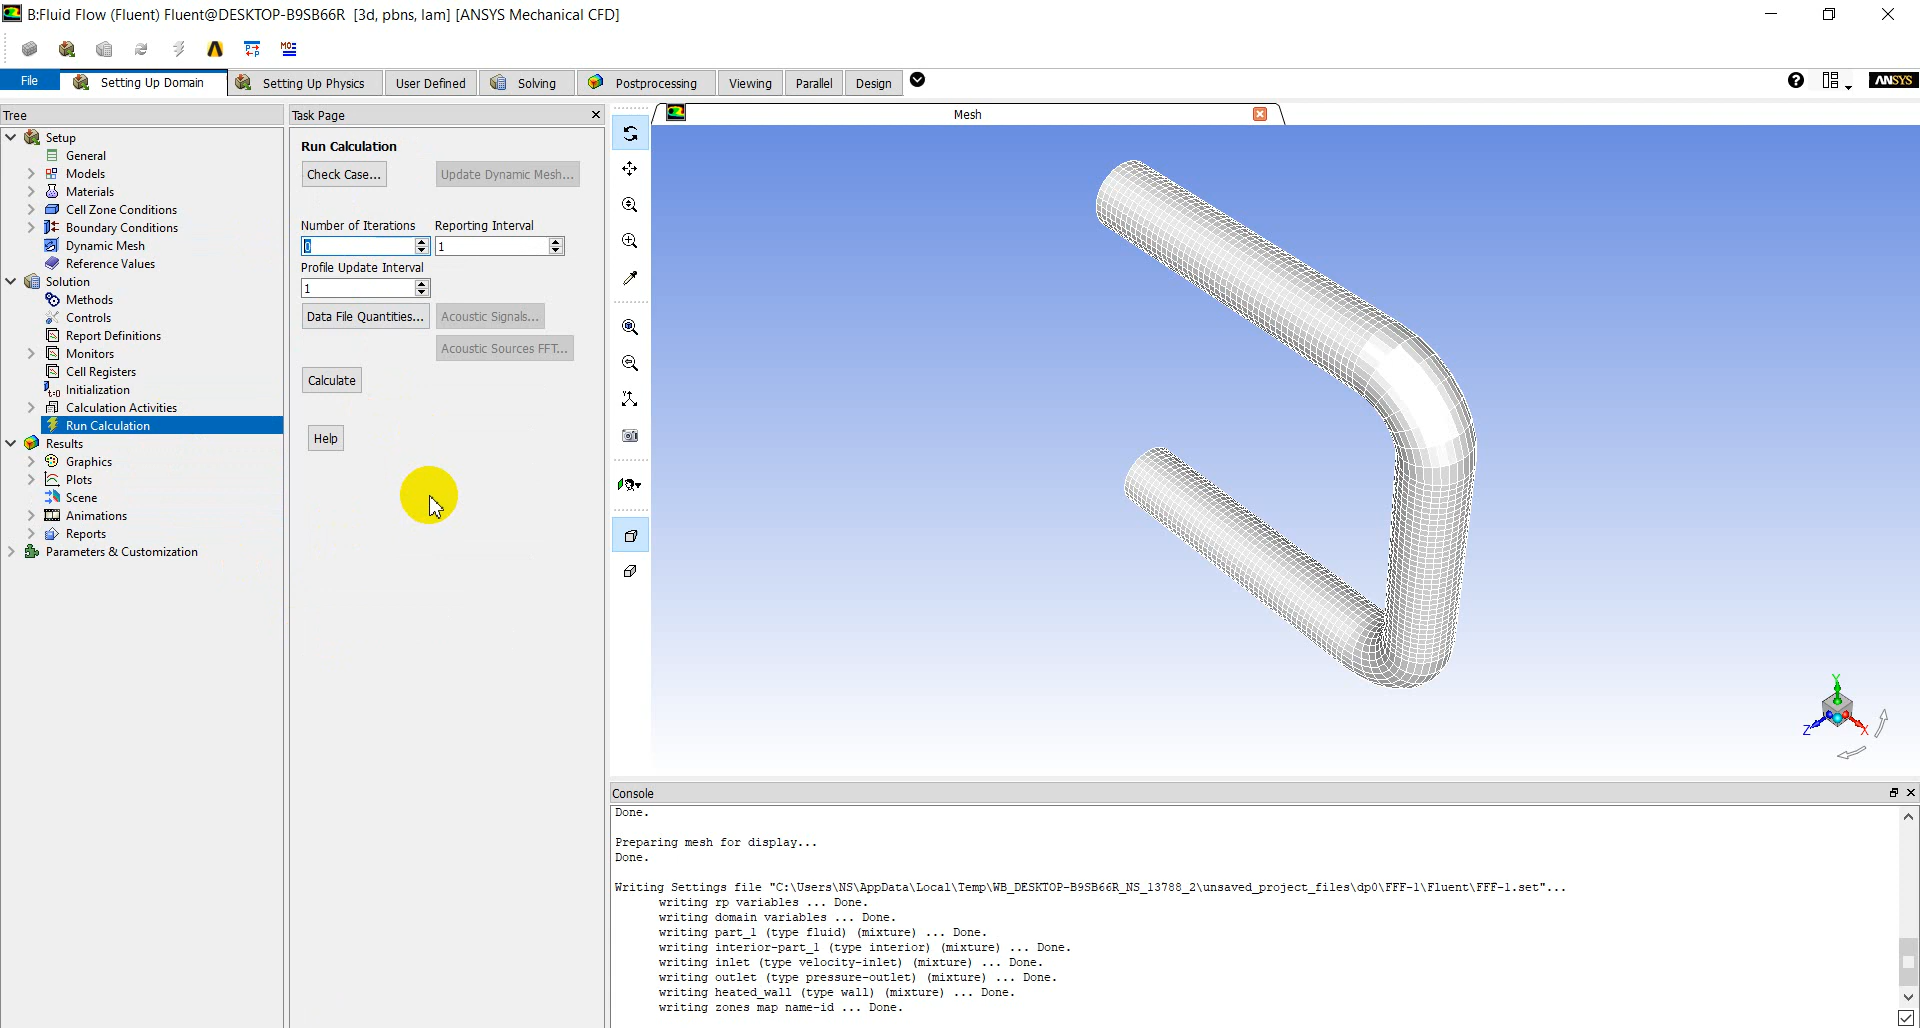 B:Fluid Flow (Fluent) Fluent@DESKTOP-B9SB66R [3d, pbns, lam] [ANSYS Mechanical CFD]
File
Setting Up Domain
Setting Up Physics
User Defined
Solving
Postprocessing
Viewing
Parallel
Design
ANSYS
Tree
Setup
General
Models
Materials
Cell Zone Conditions
Boundary Conditions
Dynamic Mesh
Reference Values
Solution
Methods
Controls
Report Definitions
Monitors
Cell Registers
Initialization
Calculation Activities
Run Calculation
Results
Graphics
Plots
Scene
Animations
Reports
Parameters & Customization
Task Page
Run Calculation
Check Case...
Update Dynamic Mesh...
Number of Iterations
Reporting Interval
0
1
Profile Update Interval
1
Data File Quantities...
Acoustic Signals...
Acoustic Sources FFT...
Calculate
Help
Mesh
Y
Z
X
Console
Done.
Preparing mesh for display...
Done.
Writing Settings file "C:\Users\NS\AppData\Local\Temp\WB_DESKTOP-B9SB66R_NS_13788_2\unsaved_project_files\dp0\FFF-1\Fluent\FFF-1.set"...
writing rp variables ... Done.
writing domain variables ... Done.
writing part_1 (type fluid) (mixture) ... Done.
writing interior-part_1 (type interior) (mixture) ... Done.
writing inlet (type velocity-inlet) (mixture) ... Done.
writing outlet (type pressure-outlet) (mixture) ... Done.
writing heated_wall (type wall) (mixture) ... Done.
writing zones map name-id ... Done.